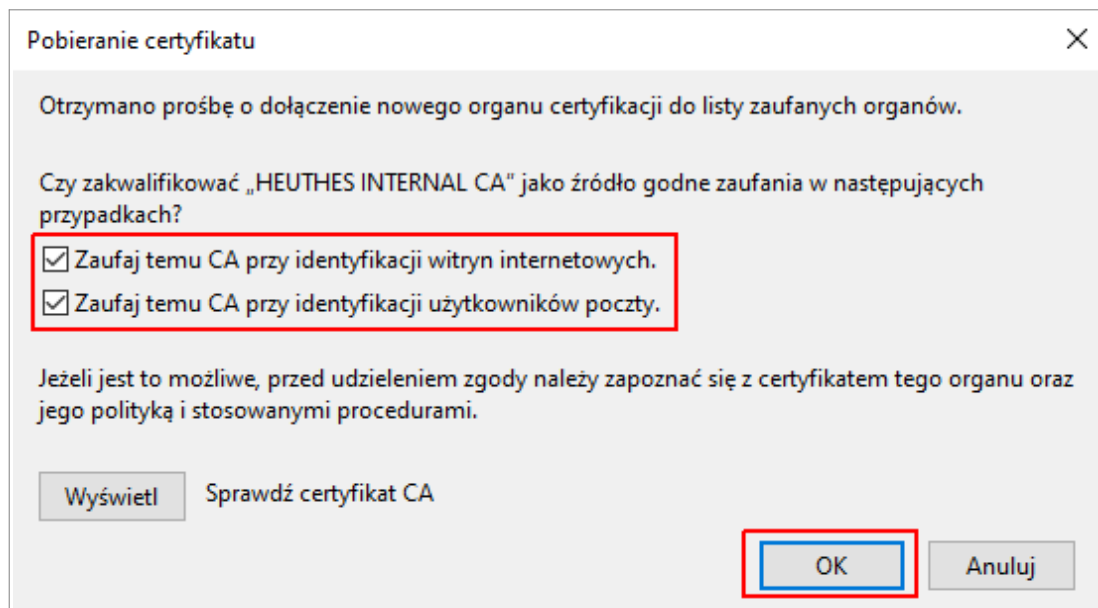 Pobieranie certyfikatu
Otrzymano prośbę o dołączenie nowego organu certyfikacji do listy zaufanych organów.
Czy zakwalifikować „HEUTHES INTERNAL CA” jako źródło godne zaufania w następujących
przypadkach?
Zaufaj temu CA przy identyfikacji witryn internetowych.
Zaufaj temu CA przy identyfikacji użytkowników poczty.
Jeżeli jest to możliwe, przed udzieleniem zgody należy zapoznać się z certyfikatem tego organu oraz
jego polityką i stosowanymi procedurami.
Wyświetl Sprawdź certyfikat CA
OK Anuluj